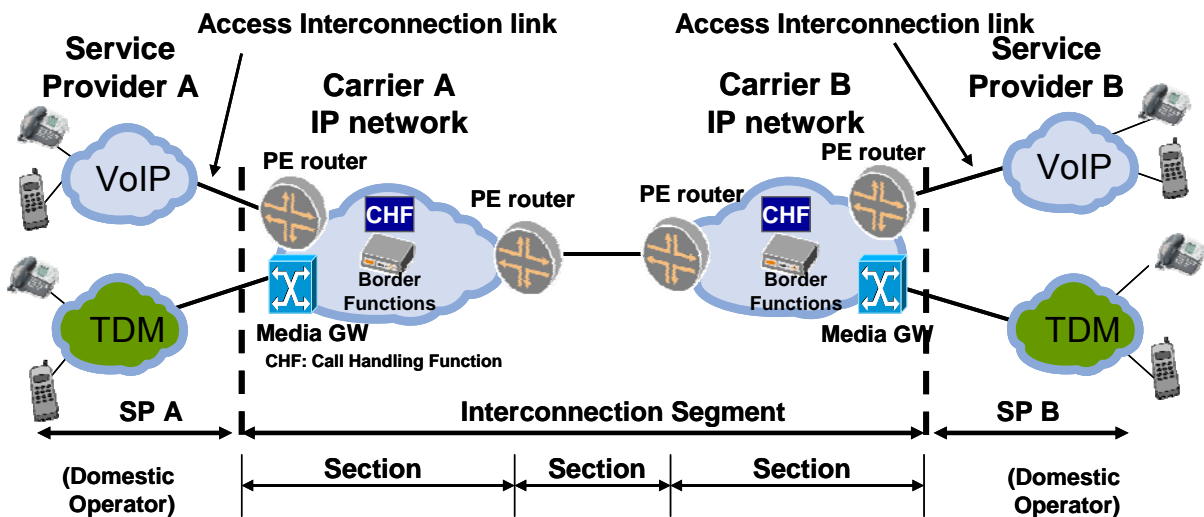 Access Interconnection link
Access Interconnection link
Service
Provider A
Carrier A
IP network
Carrier B
IP network
Service
Provider B
PE router
PE router
PE router
PE router
VoIP
CHF
CHF
VoIP
Border
Functions
Border
Functions
TDM
Media GW
Media GW
TDM
CHF: Call Handling Function
SP A
Interconnection Segment
SP B
(Domestic
Operator)
Section
Section
Section
(Domestic
Operator)